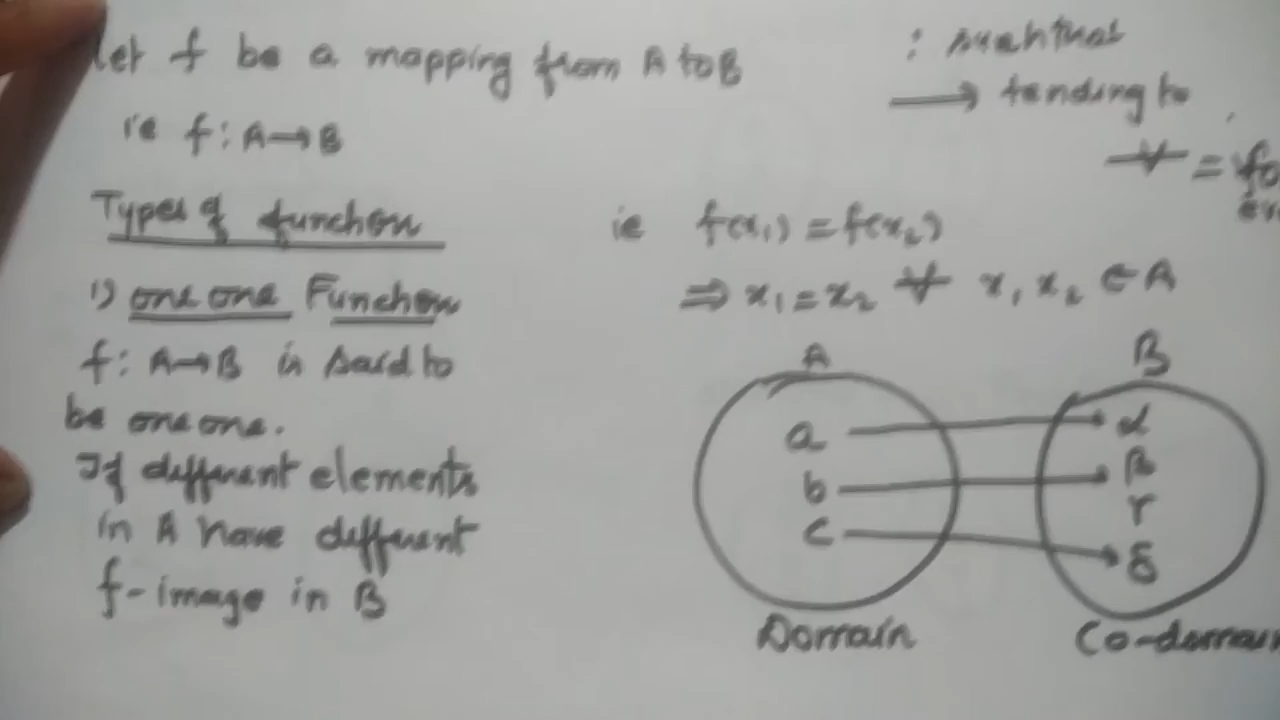 let f be a mapping from A to B
ie f : A → B
Types of function
1) one one Function
f : A → B is said to
be one one.
If different elements
in A have different
f-image in B
: such that
→ tending to
∀ = fo
ie f(x₁) = f(x₂)
⇒ x₁ = x₂ ∀ x₁ x₂ ∈ A
A
B
a
b
c
α
β
r
δ
Domain
Co-domain